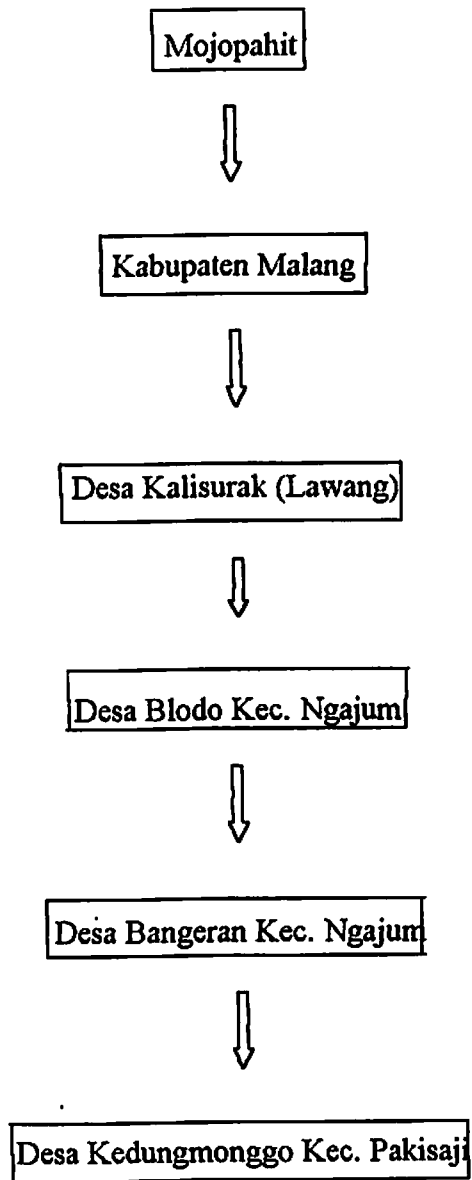 Mojopahit
Kabupaten Malang
Desa Kalisurak (Lawang)
Desa Blodo Kec. Ngajum
Desa Bangeran Kec. Ngajum
Desa Kedungmonggo Kec. Pakisaji